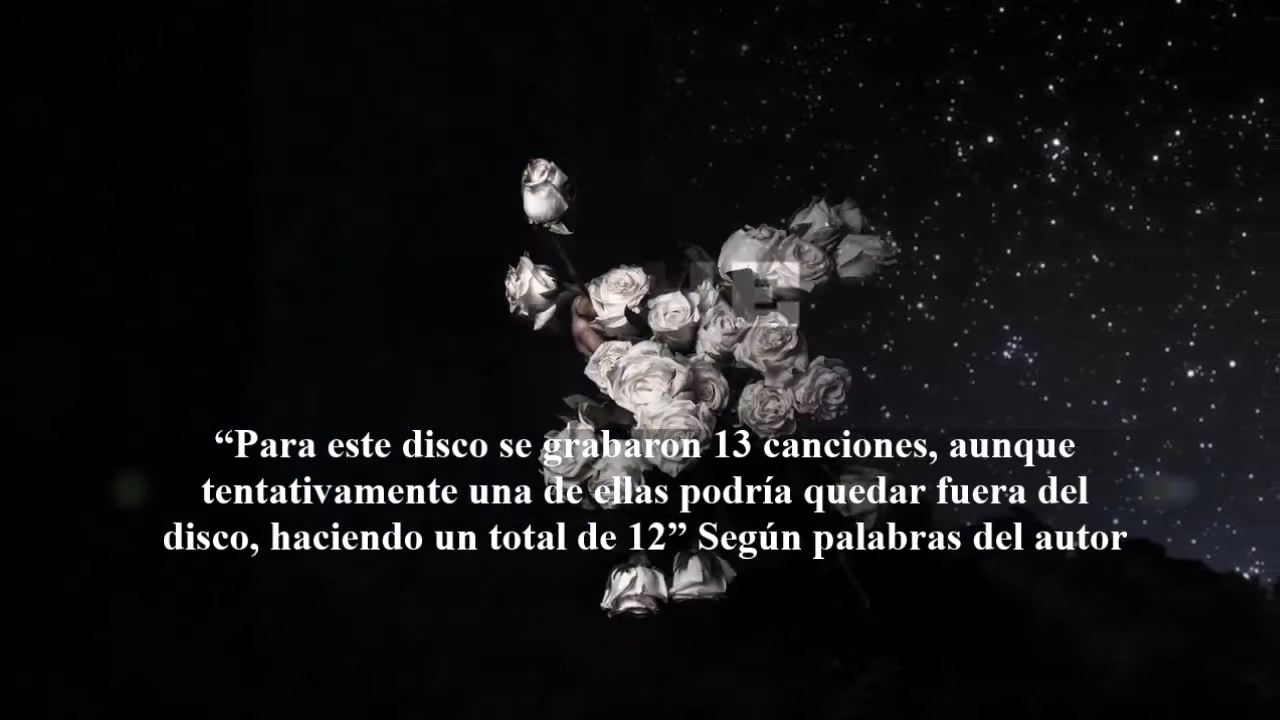 “Para este disco se grabaron 13 canciones, aunque
tentativamente una de ellas podría quedar fuera del
disco, haciendo un total de 12” Según palabras del autor